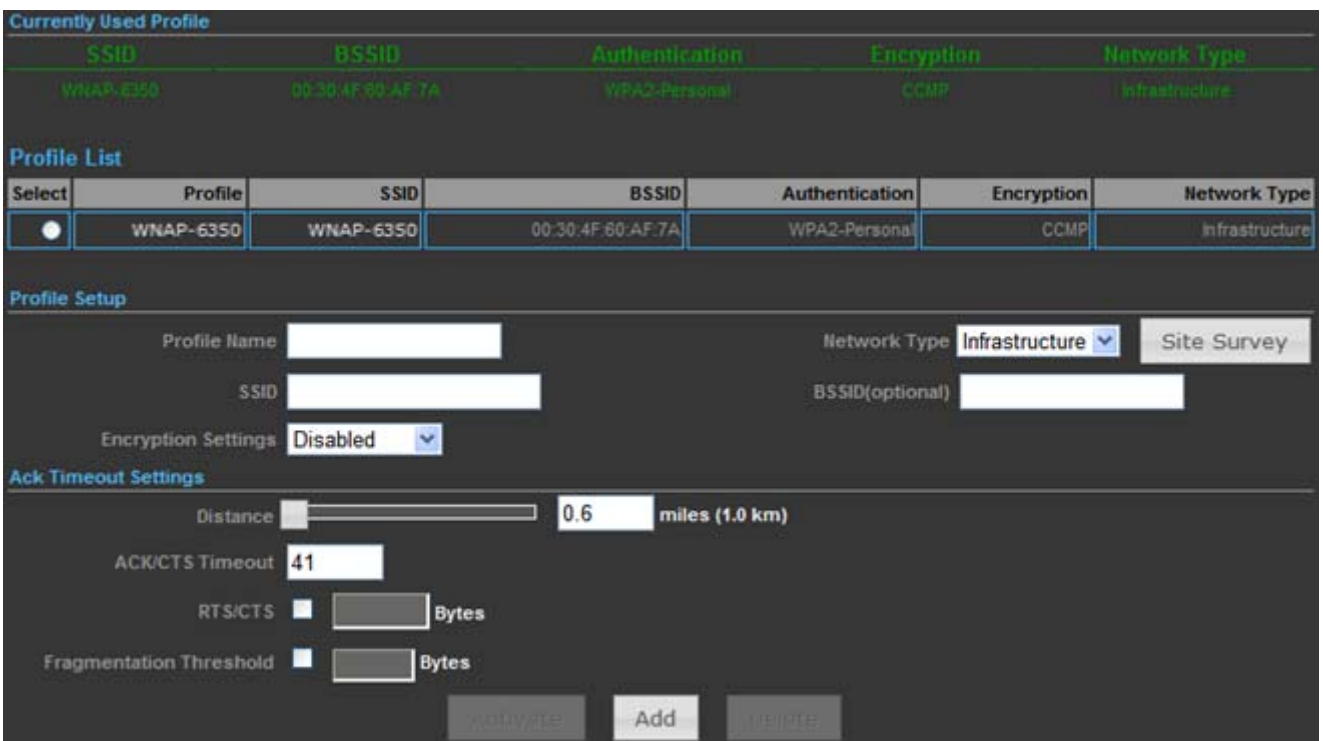 Currently Used Profile
SSID BSSID Authentication Encryption Network Type
WNAP-6350 00:30:4F:60:AF:7A WPA2-Personal CCMP Infrastructure
Profile List
Select Profile SSID BSSID Authentication Encryption Network Type
WNAP-6350 WNAP-6350 00:30:4F:60:AF:7A WPA2-Personal CCMP Infrastructure
Profile Setup
Profile Name Network Type Infrastructure Site Survey
SSID BSSID(optional)
Encryption Settings Disabled
Ack Timeout Settings
Distance 0.6 miles (1.0 km)
ACK/CTS Timeout 41
RTS/CTS Bytes
Fragmentation Threshold Bytes
Activate Add Delete